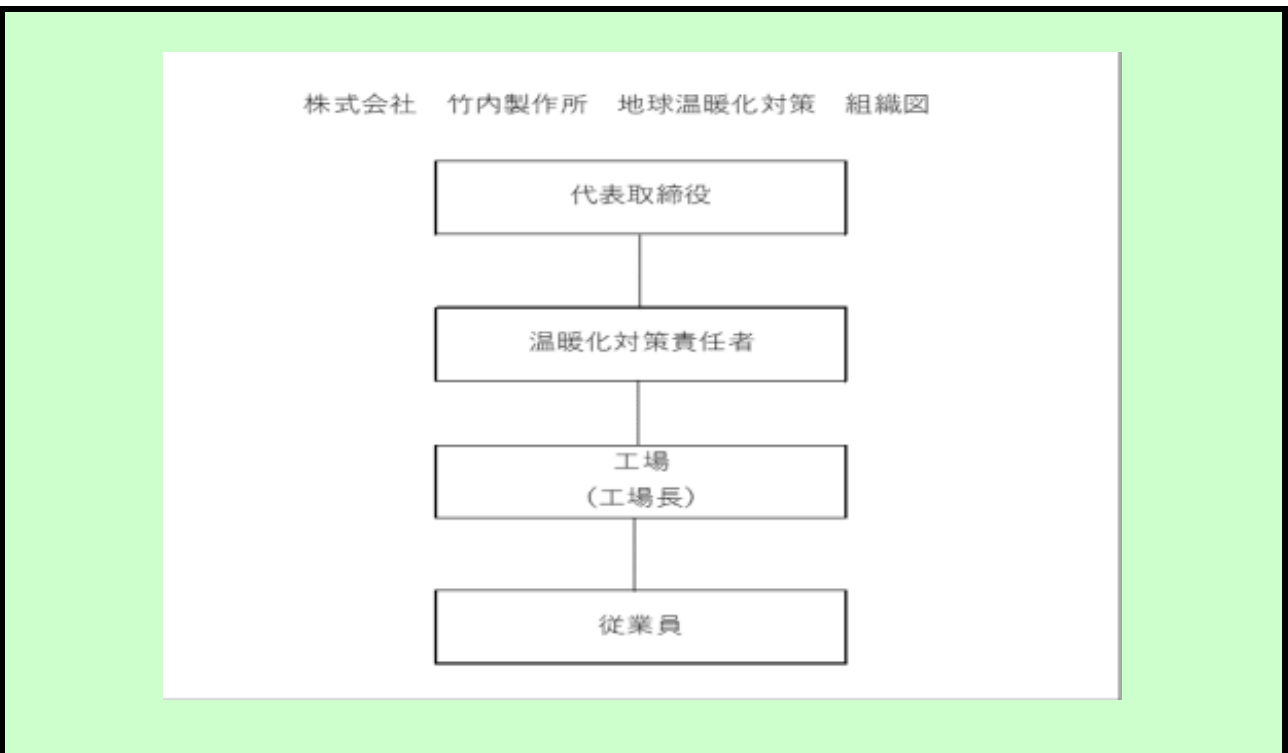 株式会社　竹内製作所　地球温暖化対策　組織図
代表取締役
温暖化対策責任者
工場
（工場長）
従業員